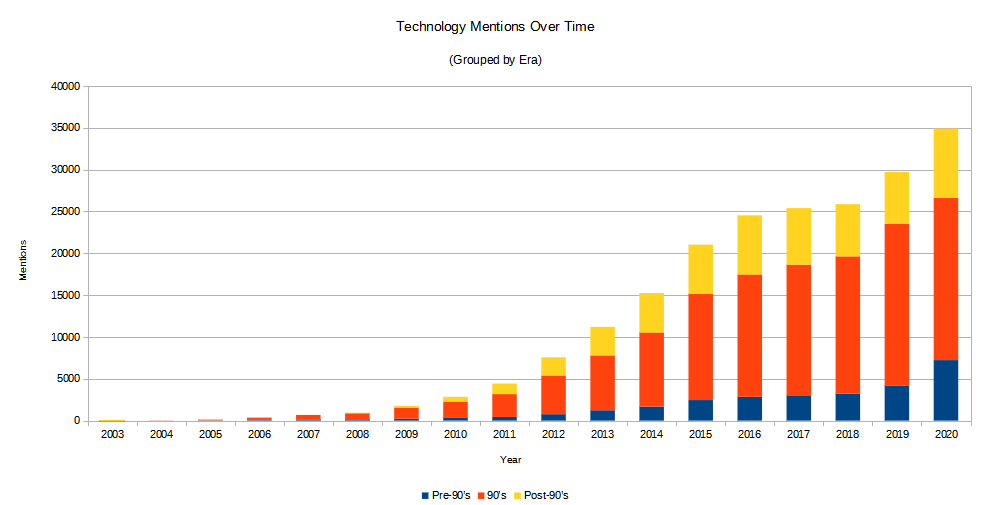 Technology Mentions Over Time
(Grouped by Era)
40000
35000
30000
25000
20000
15000
10000
5000
0
Mentions
2003 2004 2005 2006 2007 2008 2009 2010 2011 2012 2013 2014 2015 2016 2017 2018 2019 2020
Year
Pre-90's 90's Post-90's